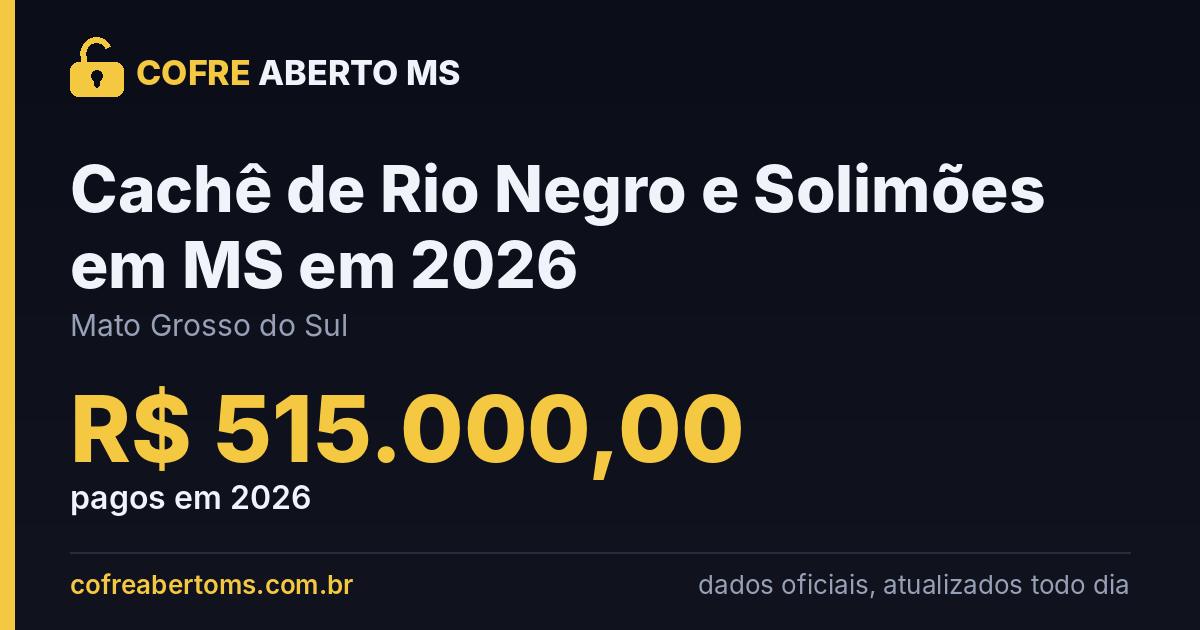 COFRE ABERTO MS
Cachê de Rio Negro e Solimões
em MS em 2026
Mato Grosso do Sul
R$ 515.000,00
pagos em 2026
cofreabertoms.com.br
dados oficiais, atualizados todo dia